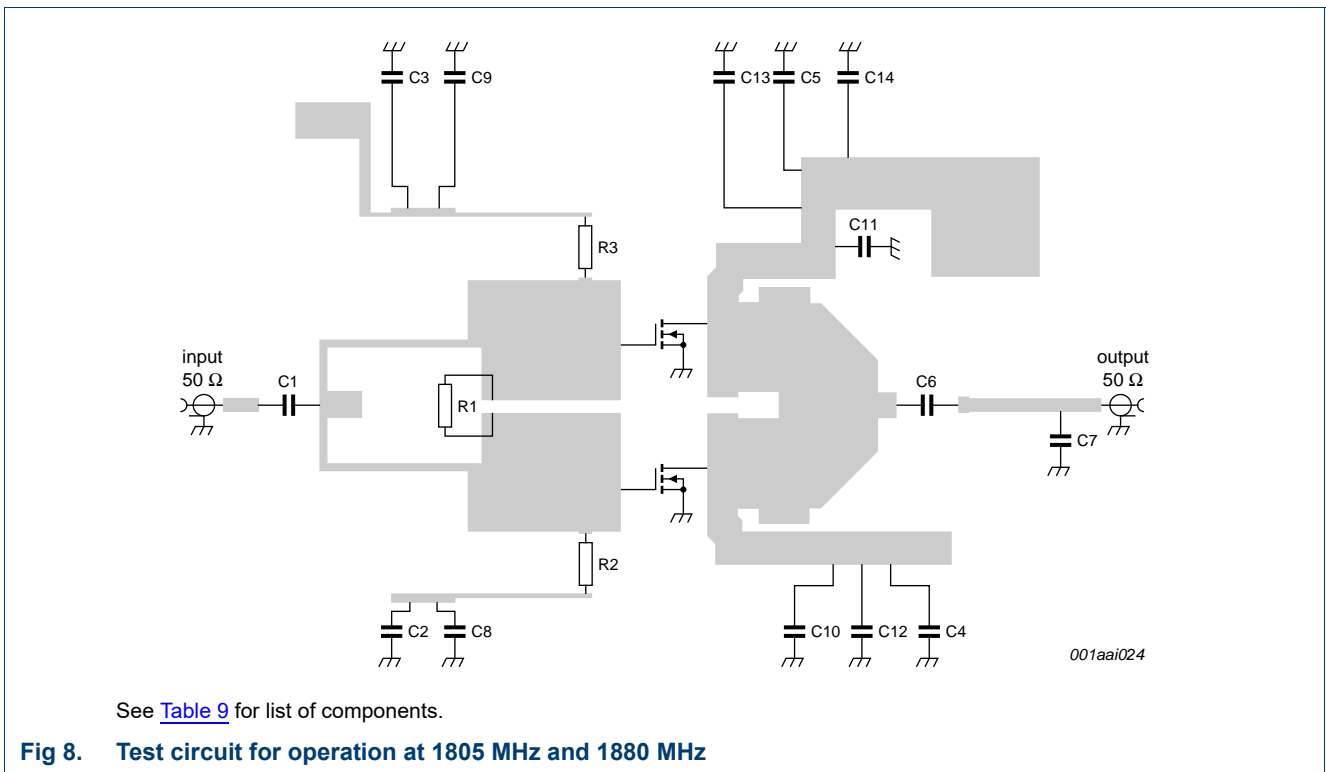 C3
C9
C13
C5
C14
C11
R3
input
50 Ω
C1
R1
C6
output
50 Ω
C7
R2
C2
C8
C10
C12
C4
001aai024
See Table 9 for list of components.
Fig 8. Test circuit for operation at 1805 MHz and 1880 MHz